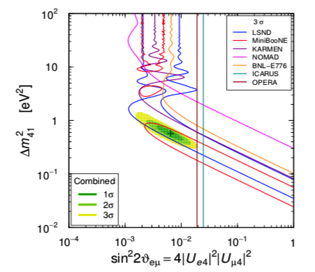 10²
3 σ
LSND
MiniBooNE
KARMEN
NOMAD
BNL−E776
ICARUS
OPERA
10
Δm²₄₁ [eV²]
1
Combined
1σ
2σ
3σ
10⁻¹
10⁻²
10⁻⁴ 10⁻³ 10⁻² 10⁻¹ 1
sin²2ϑₑμ = 4|Uₑ₄|²|Uμ₄|²